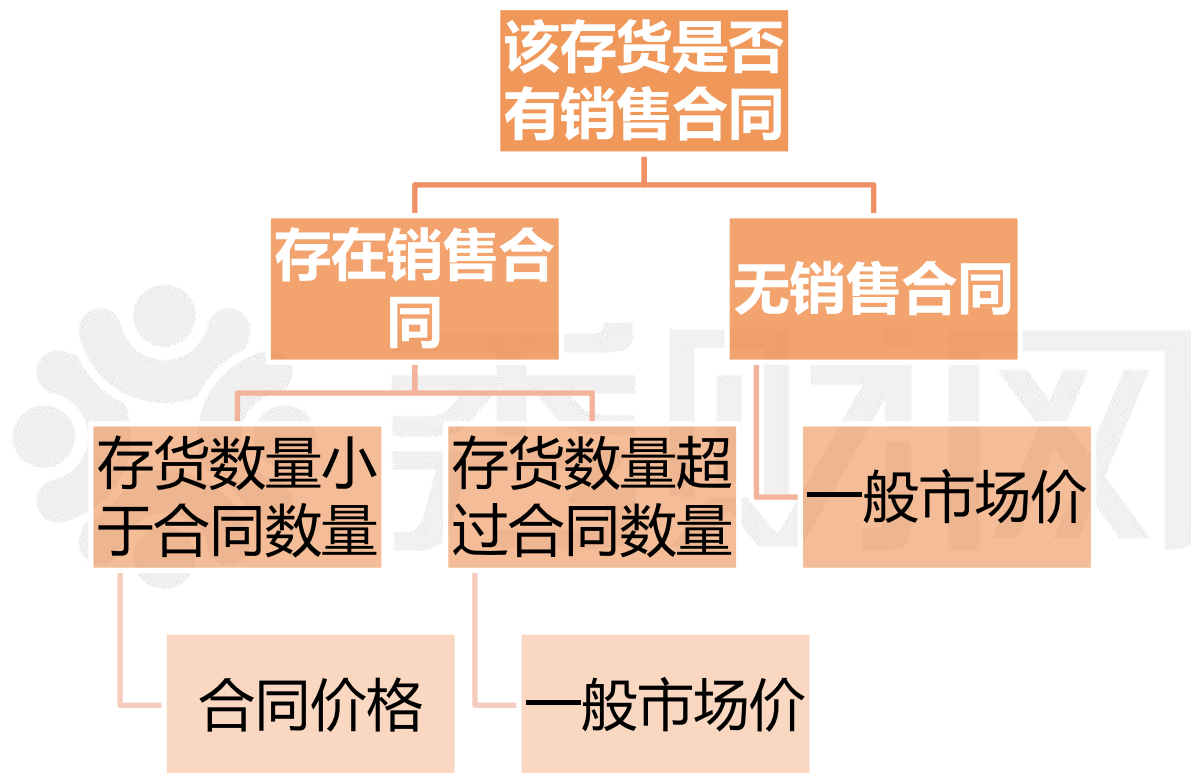 该存货是否
有销售合同
存在销售合
同
无销售合同
存货数量小
于合同数量
存货数量超
过合同数量
一般市场价
合同价格
一般市场价